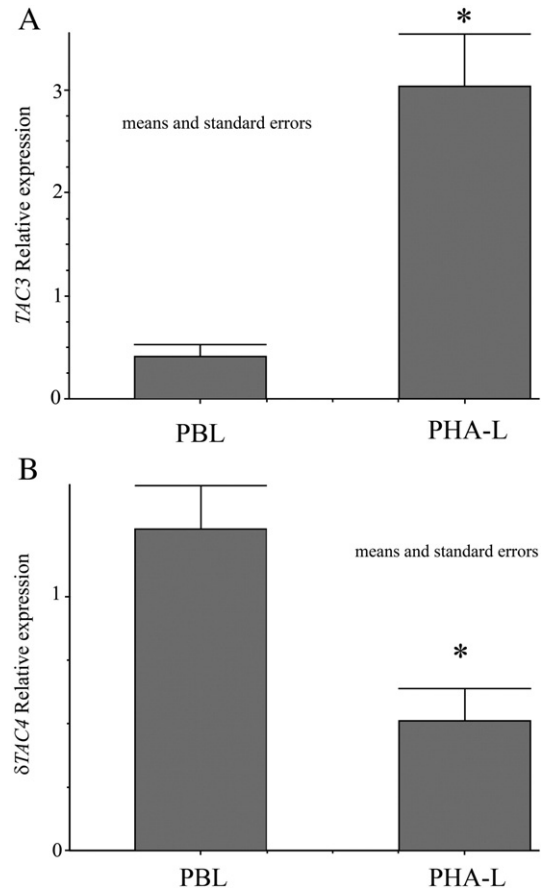 A
*
3
means and standard errors
2
TAC3 Relative expression
1
0
PBL
PHA-L
B
means and standard errors
1
*
δTAC4 Relative expression
0
PBL
PHA-L